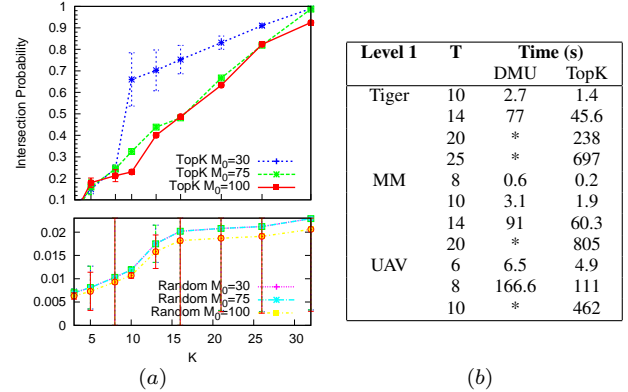 Intersection Probability
1
0.9
0.8
0.7
0.6
0.5
0.4
0.3
0.2
0.1
TopK M0=30
TopK M0=75
TopK M0=100
0.02
0.015
0.01
0.005
0
Random M0=30
Random M0=75
Random M0=100
5 10 15 20 25 30
K
(a)
Level 1 T Time (s)
DMU TopK
Tiger 10 2.7 1.4
14 77 45.6
20 * 238
25 * 697
MM 8 0.6 0.2
10 3.1 1.9
14 91 60.3
20 * 805
UAV 6 6.5 4.9
8 166.6 111
10 * 462
(b)